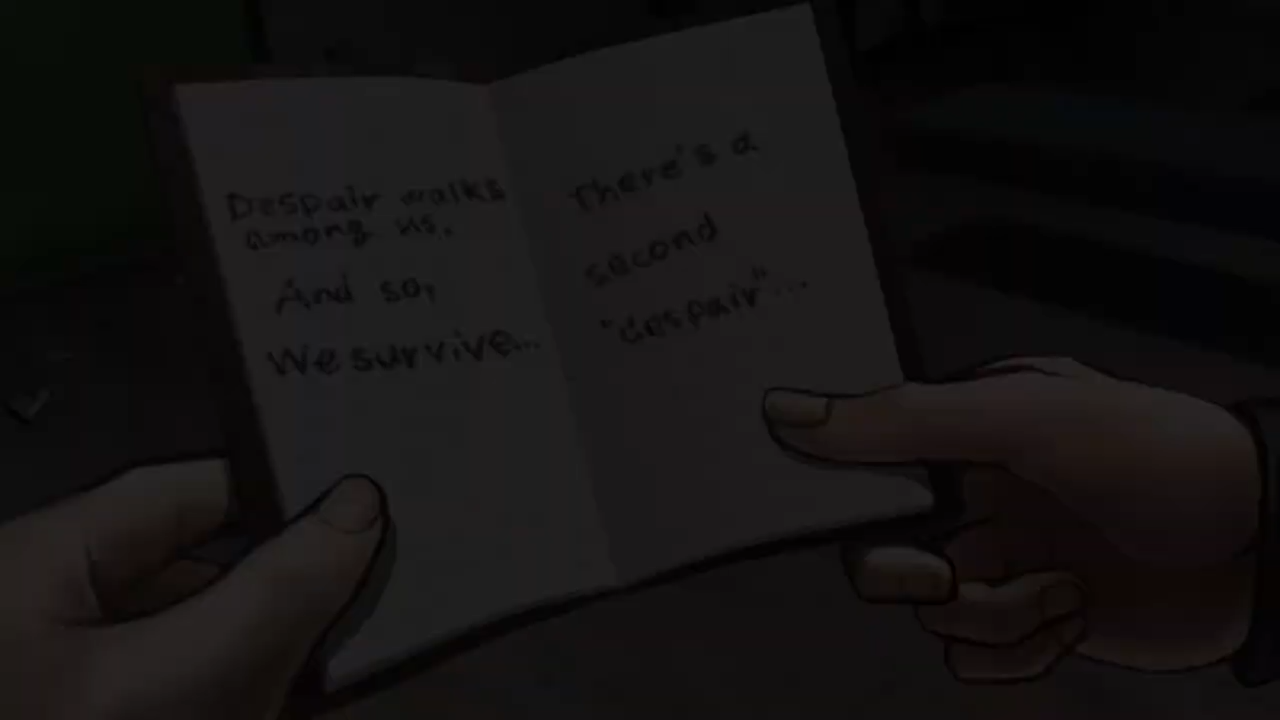 Despair walks
among us.
And so,
We survive...
There's a
second
"despair"...